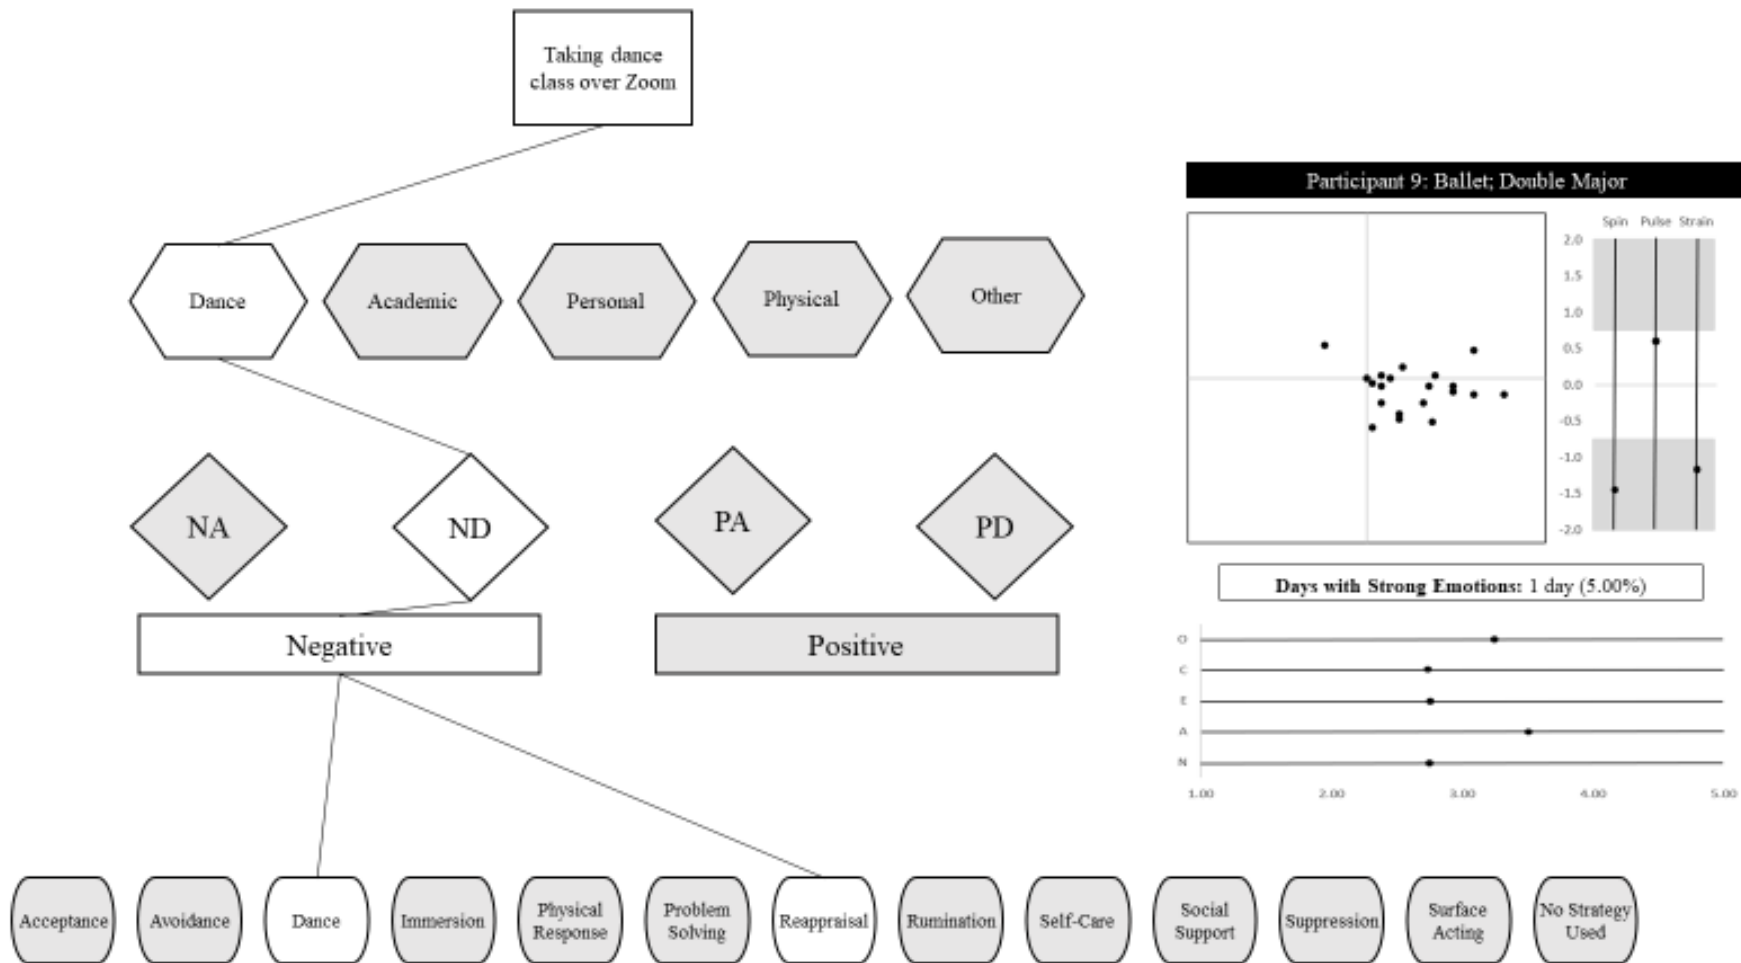 Taking dance
class over Zoom
Dance
Academic
Personal
Physical
Other
NA
ND
PA
PD
Negative
Positive
Acceptance
Avoidance
Dance
Immersion
Physical
Response
Problem
Solving
Reappraisal
Rumination
Self-Care
Social
Support
Suppression
Surface
Acting
No Strategy
Used
Participant 9: Ballet; Double Major
Spin Pulse Strain
2.0
1.5
1.0
0.5
0.0
-0.5
-1.0
-1.5
-2.0
Days with Strong Emotions: 1 day (5.00%)
O
C
E
A
N
1.00 2.00 3.00 4.00 5.00